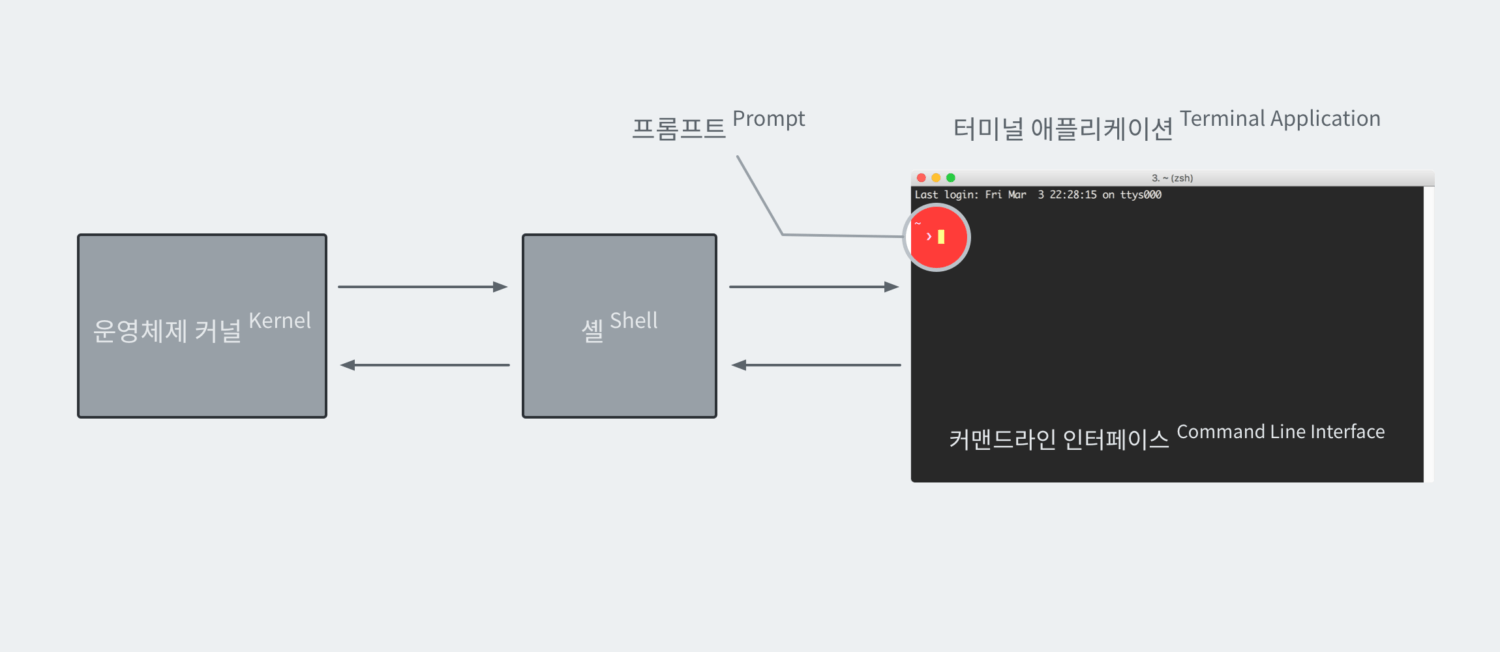 프롬프트 Prompt
터미널 애플리케이션 Terminal Application
3. ~ (zsh)
Last login: Fri Mar  3 22:28:15 on ttys000
~
›
운영체제 커널 Kernel
셸 Shell
커맨드라인 인터페이스 Command Line Interface